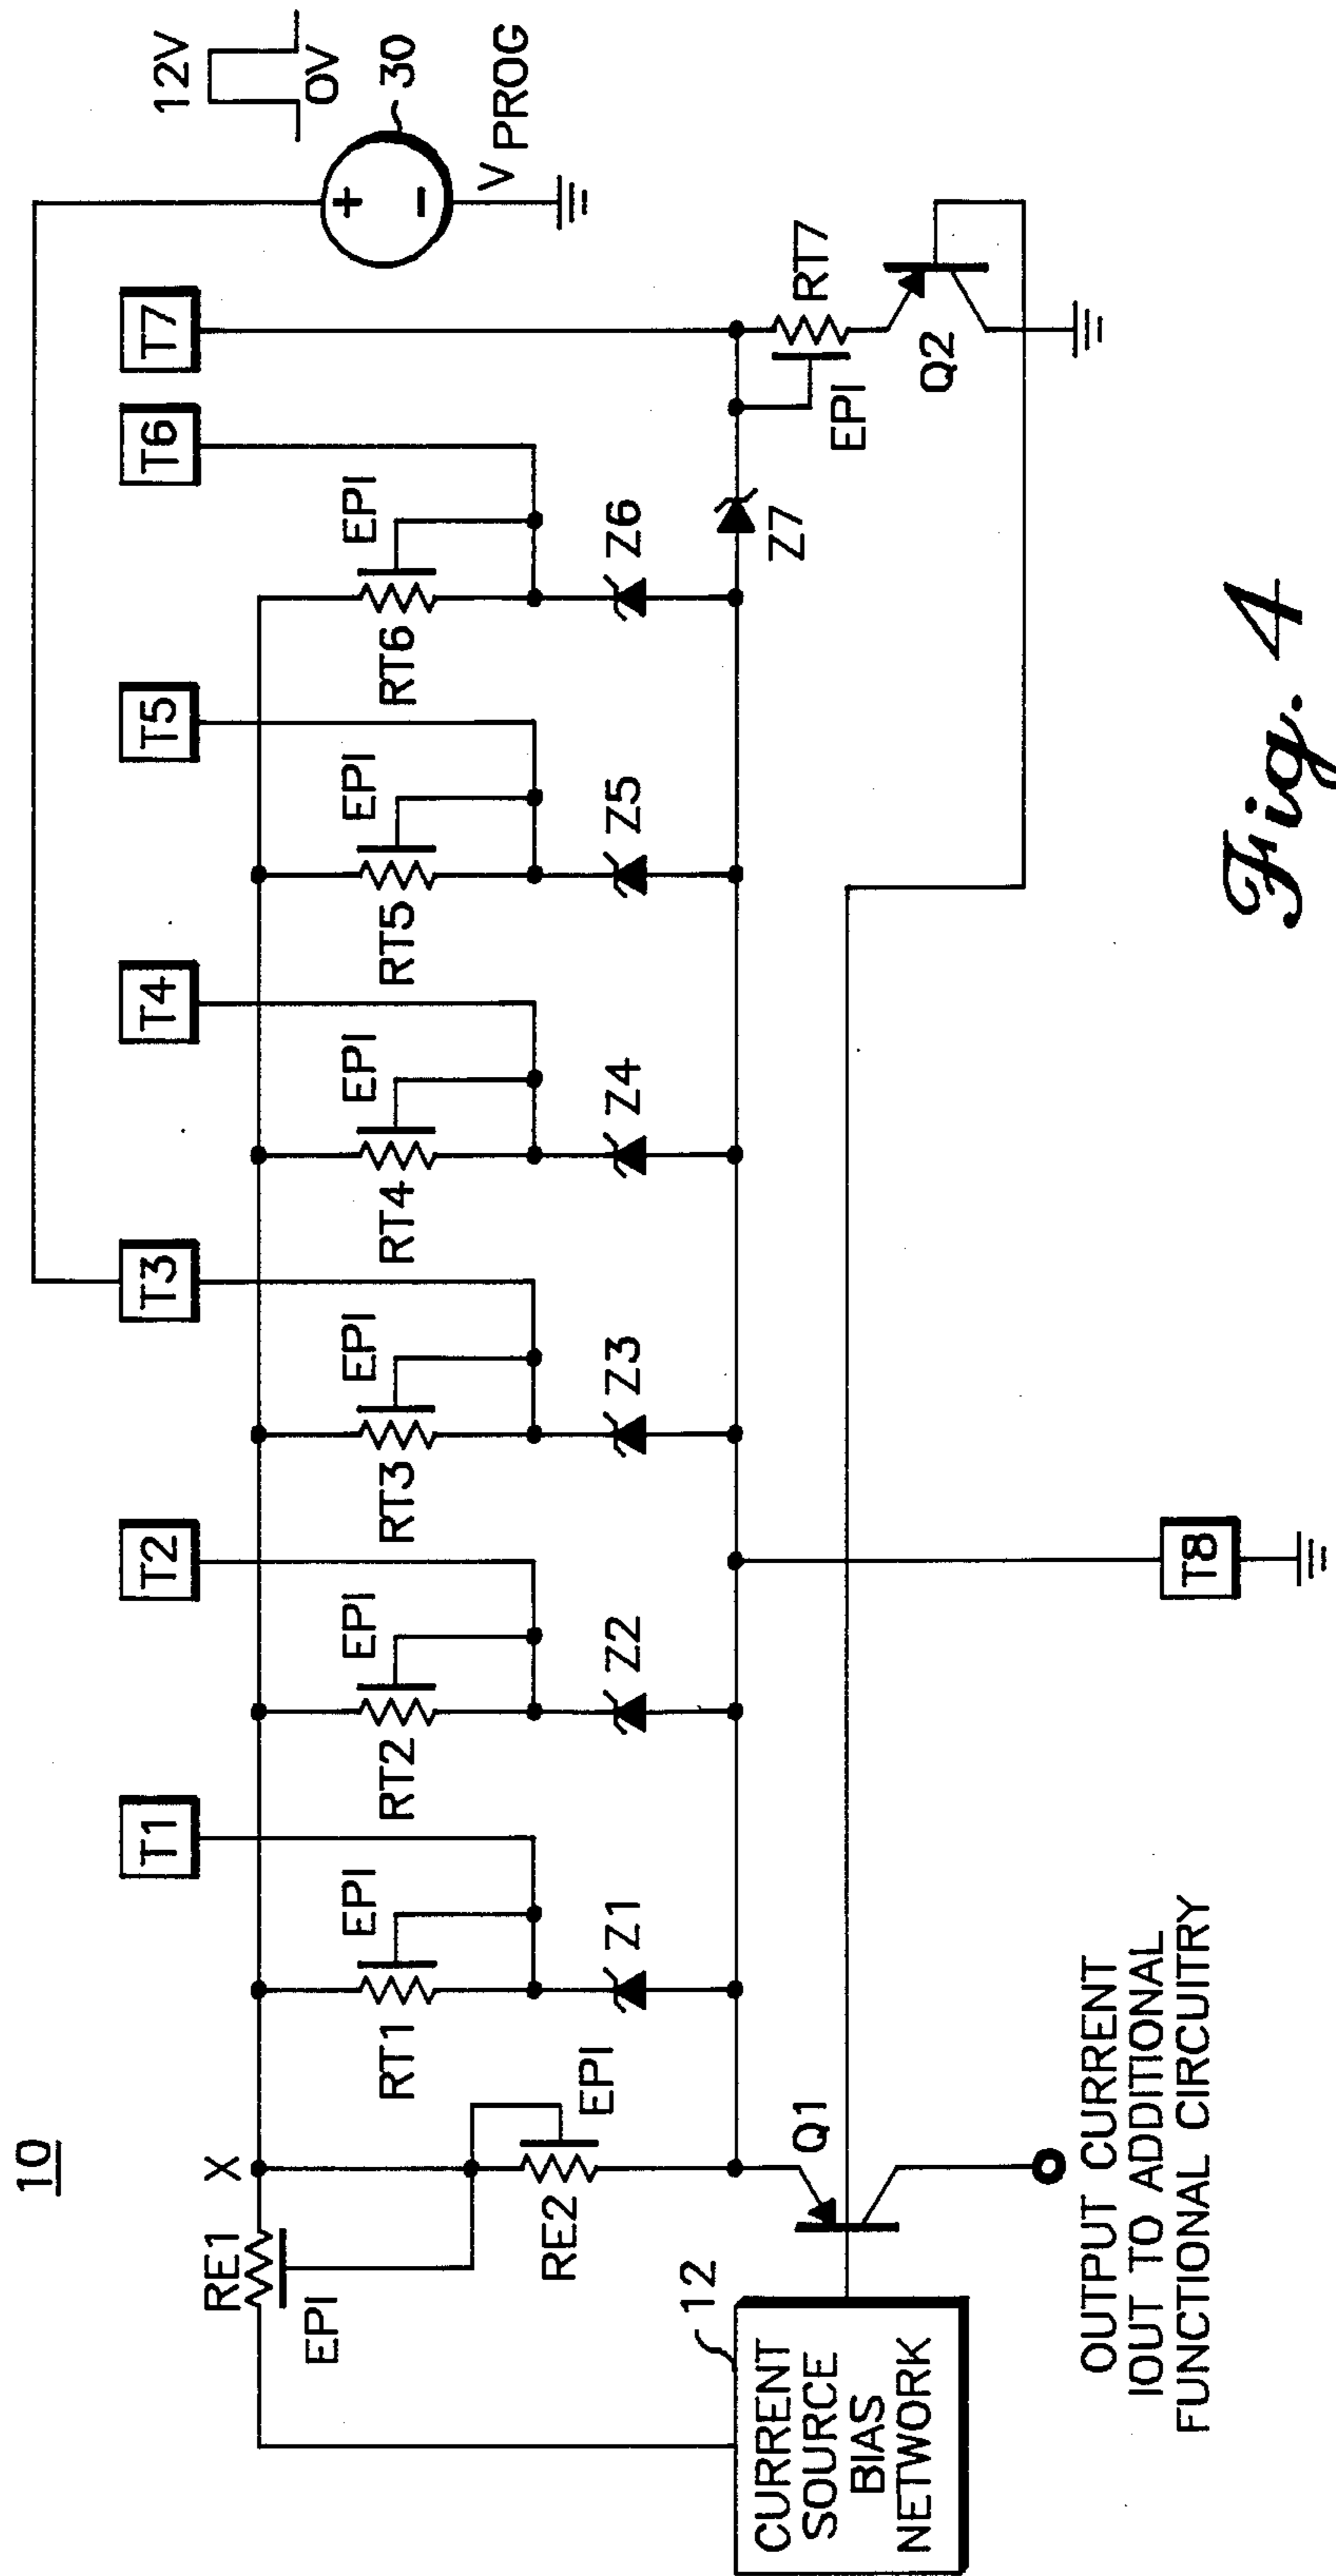 10
T1
T2
T3
T4
T5
T6
T7
12V
0V
+
30
-
V PROG
X
RE1
EPI
RE2
EPI
RT1
EPI
RT2
EPI
RT3
EPI
RT4
EPI
RT5
EPI
RT6
EPI
Z1
Z2
Z3
Z4
Z5
Z6
Z7
EPI
RT7
Q2
Q1
12
CURRENT
SOURCE
BIAS
NETWORK
T8
OUTPUT CURRENT
IOUT TO ADDITIONAL
FUNCTIONAL CIRCUITRY
Fig. 4